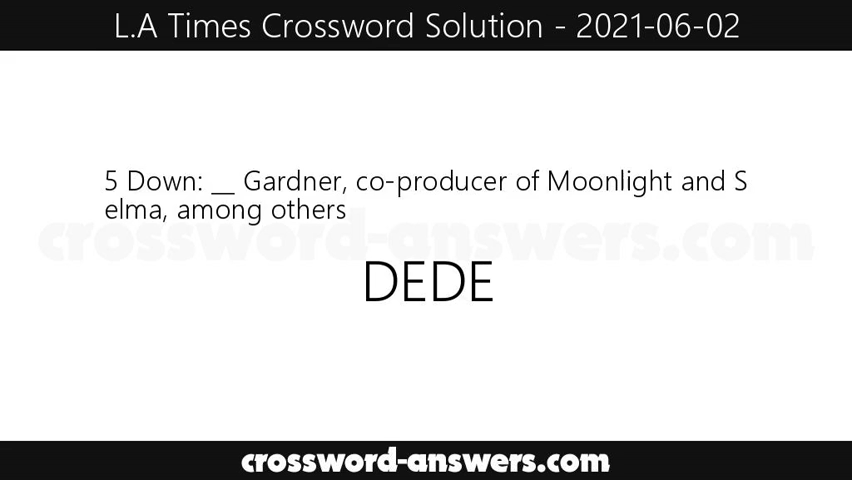 L.A Times Crossword Solution - 2021-06-02
5 Down: __ Gardner, co-producer of Moonlight and S
elma, among others
crossword-answers.com
DEDE
crossword-answers.com